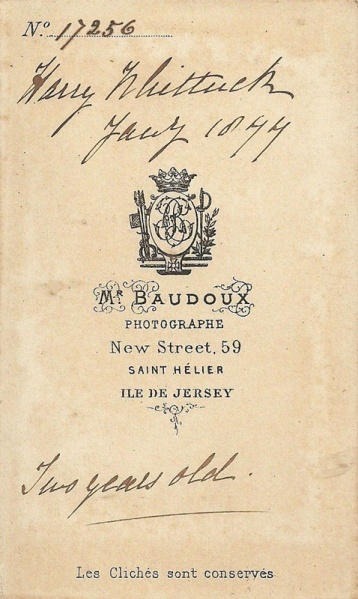 Nº 17256
Harry Whittuck
Jany 1877
Mr BAUDOUX
PHOTOGRAPHE
New Street, 59
SAINT HÉLIER
ILE DE JERSEY
Two years old.
Les Clichés sont conservés